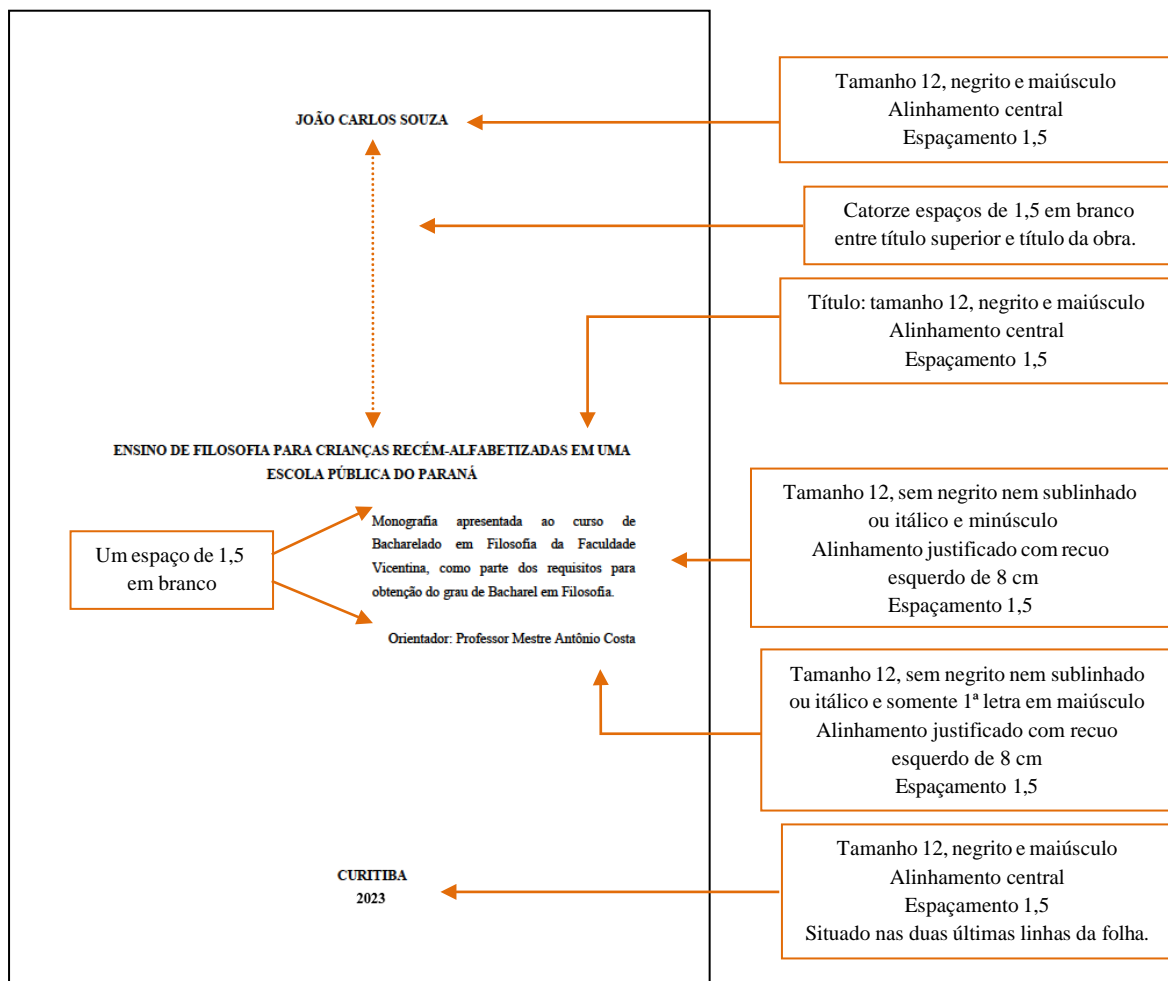 Tamanho 12, negrito e maiúsculo
Alinhamento central
Espaçamento 1,5
JOÃO CARLOS SOUZA
Catorze espaços de 1,5 em branco
entre título superior e título da obra.
Título: tamanho 12, negrito e maiúsculo
Alinhamento central
Espaçamento 1,5
ENSINO DE FILOSOFIA PARA CRIANÇAS RECÉM-ALFABETIZADAS EM UMA
ESCOLA PÚBLICA DO PARANÁ
Um espaço de 1,5
em branco
Monografia apresentada ao curso de
Bacharelado em Filosofia da Faculdade
Vicentina, como parte dos requisitos para
obtenção do grau de Bacharel em Filosofia.
Tamanho 12, sem negrito nem sublinhado
ou itálico e minúsculo
Alinhamento justificado com recuo
esquerdo de 8 cm
Espaçamento 1,5
Orientador: Professor Mestre Antônio Costa
Tamanho 12, sem negrito nem sublinhado
ou itálico e somente 1ª letra em maiúsculo
Alinhamento justificado com recuo
esquerdo de 8 cm
Espaçamento 1,5
CURITIBA
2023
Tamanho 12, negrito e maiúsculo
Alinhamento central
Espaçamento 1,5
Situado nas duas últimas linhas da folha.